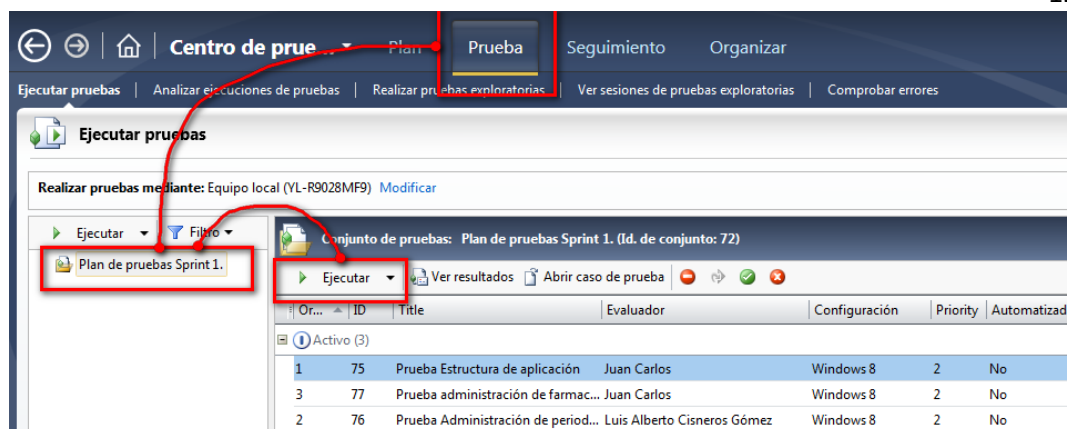 Centro de prue... Plan Prueba Seguimiento Organizar
Ejecutar pruebas | Analizar ejecuciones de pruebas | Realizar pruebas exploratorias | Ver sesiones de pruebas exploratorias | Comprobar errores
Ejecutar pruebas
Realizar pruebas mediante: Equipo local (YL-R9028MF9) Modificar
Ejecutar Filtro
Plan de pruebas Sprint 1.
Conjunto de pruebas: Plan de pruebas Sprint 1. (Id. de conjunto: 72)
Ejecutar Ver resultados Abrir caso de prueba
Or... ID Title Evaluador Configuración Priority Automatizad
Activo (3)
1 75 Prueba Estructura de aplicación Juan Carlos Windows 8 2 No
3 77 Prueba administración de farmac... Juan Carlos Windows 8 2 No
2 76 Prueba Administración de period... Luis Alberto Cisneros Gómez Windows 8 2 No